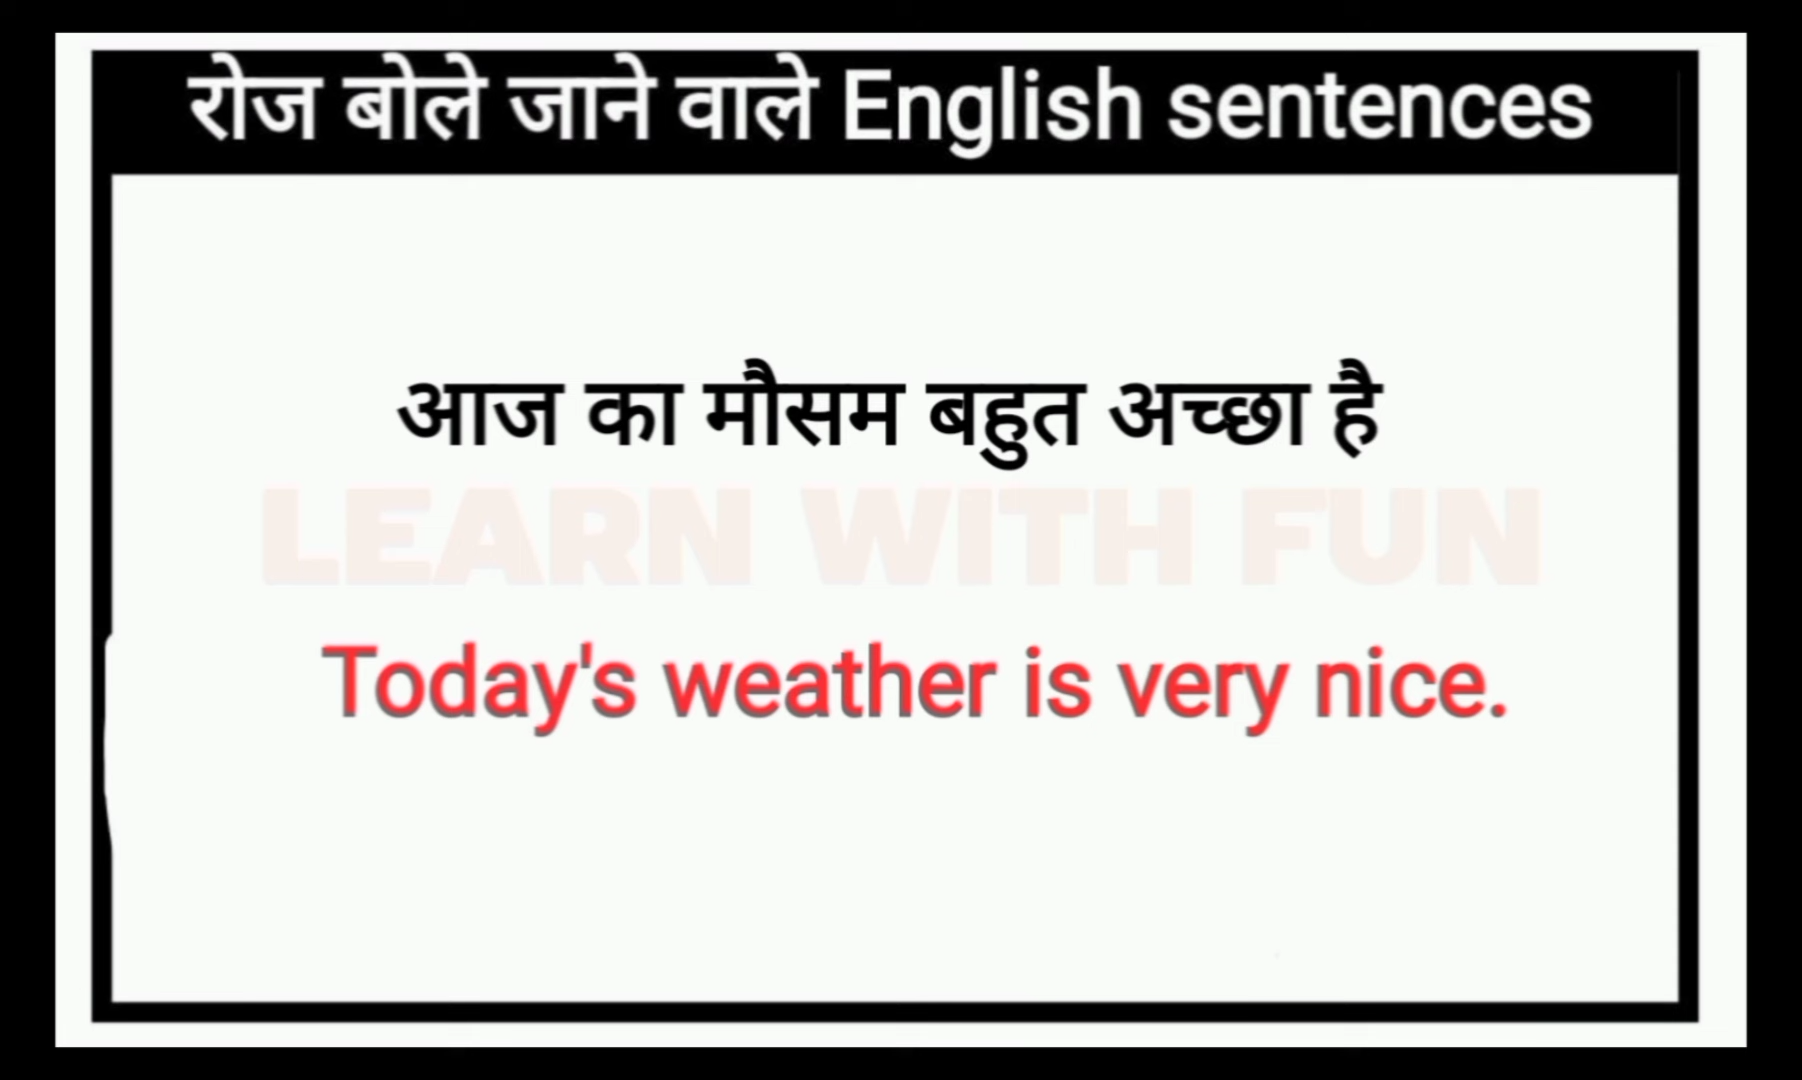 रोज बोले जाने वाले English sentences
आज का मौसम बहुत अच्छा है
LEARN WITH FUN
Today's weather is very nice.